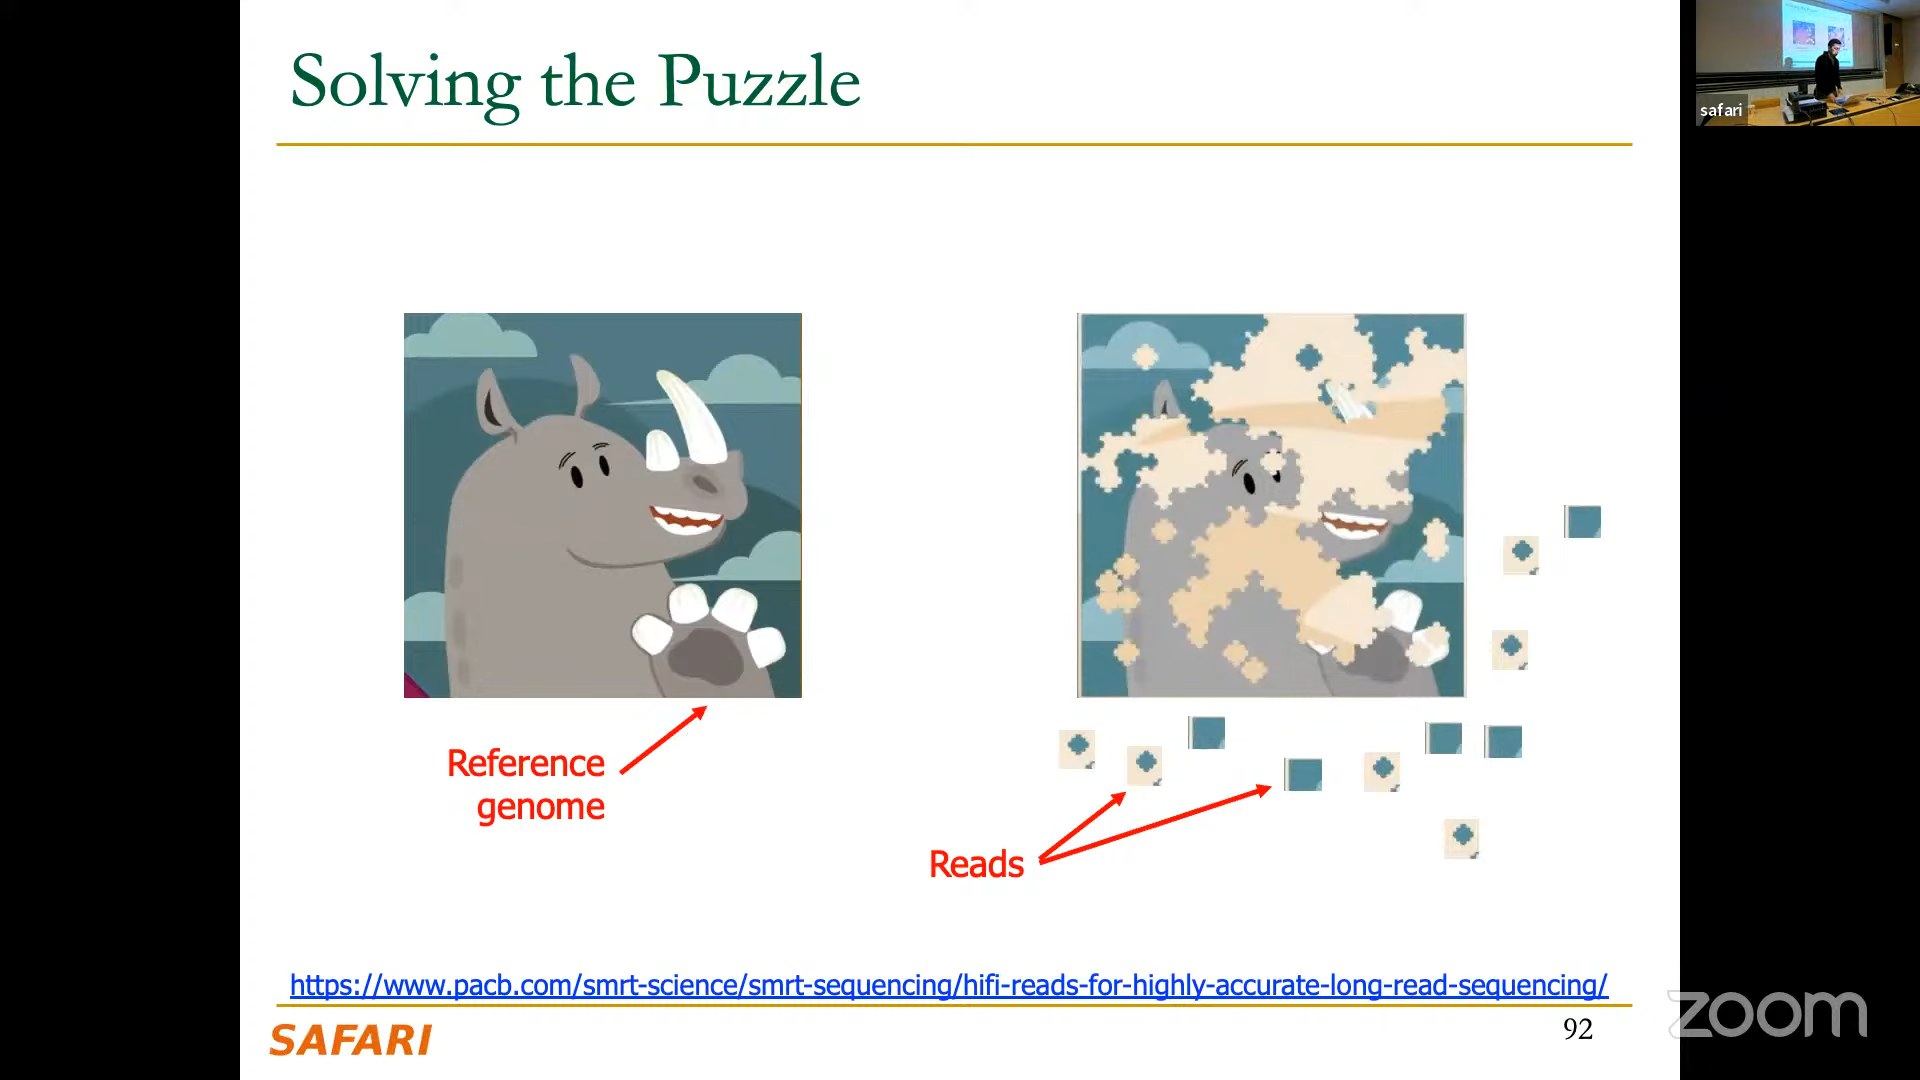 Solving the Puzzle
safari
Reference
genome
Reads
https://www.pacb.com/smrt-science/smrt-sequencing/hifi-reads-for-highly-accurate-long-read-sequencing/
SAFARI
92
zoom